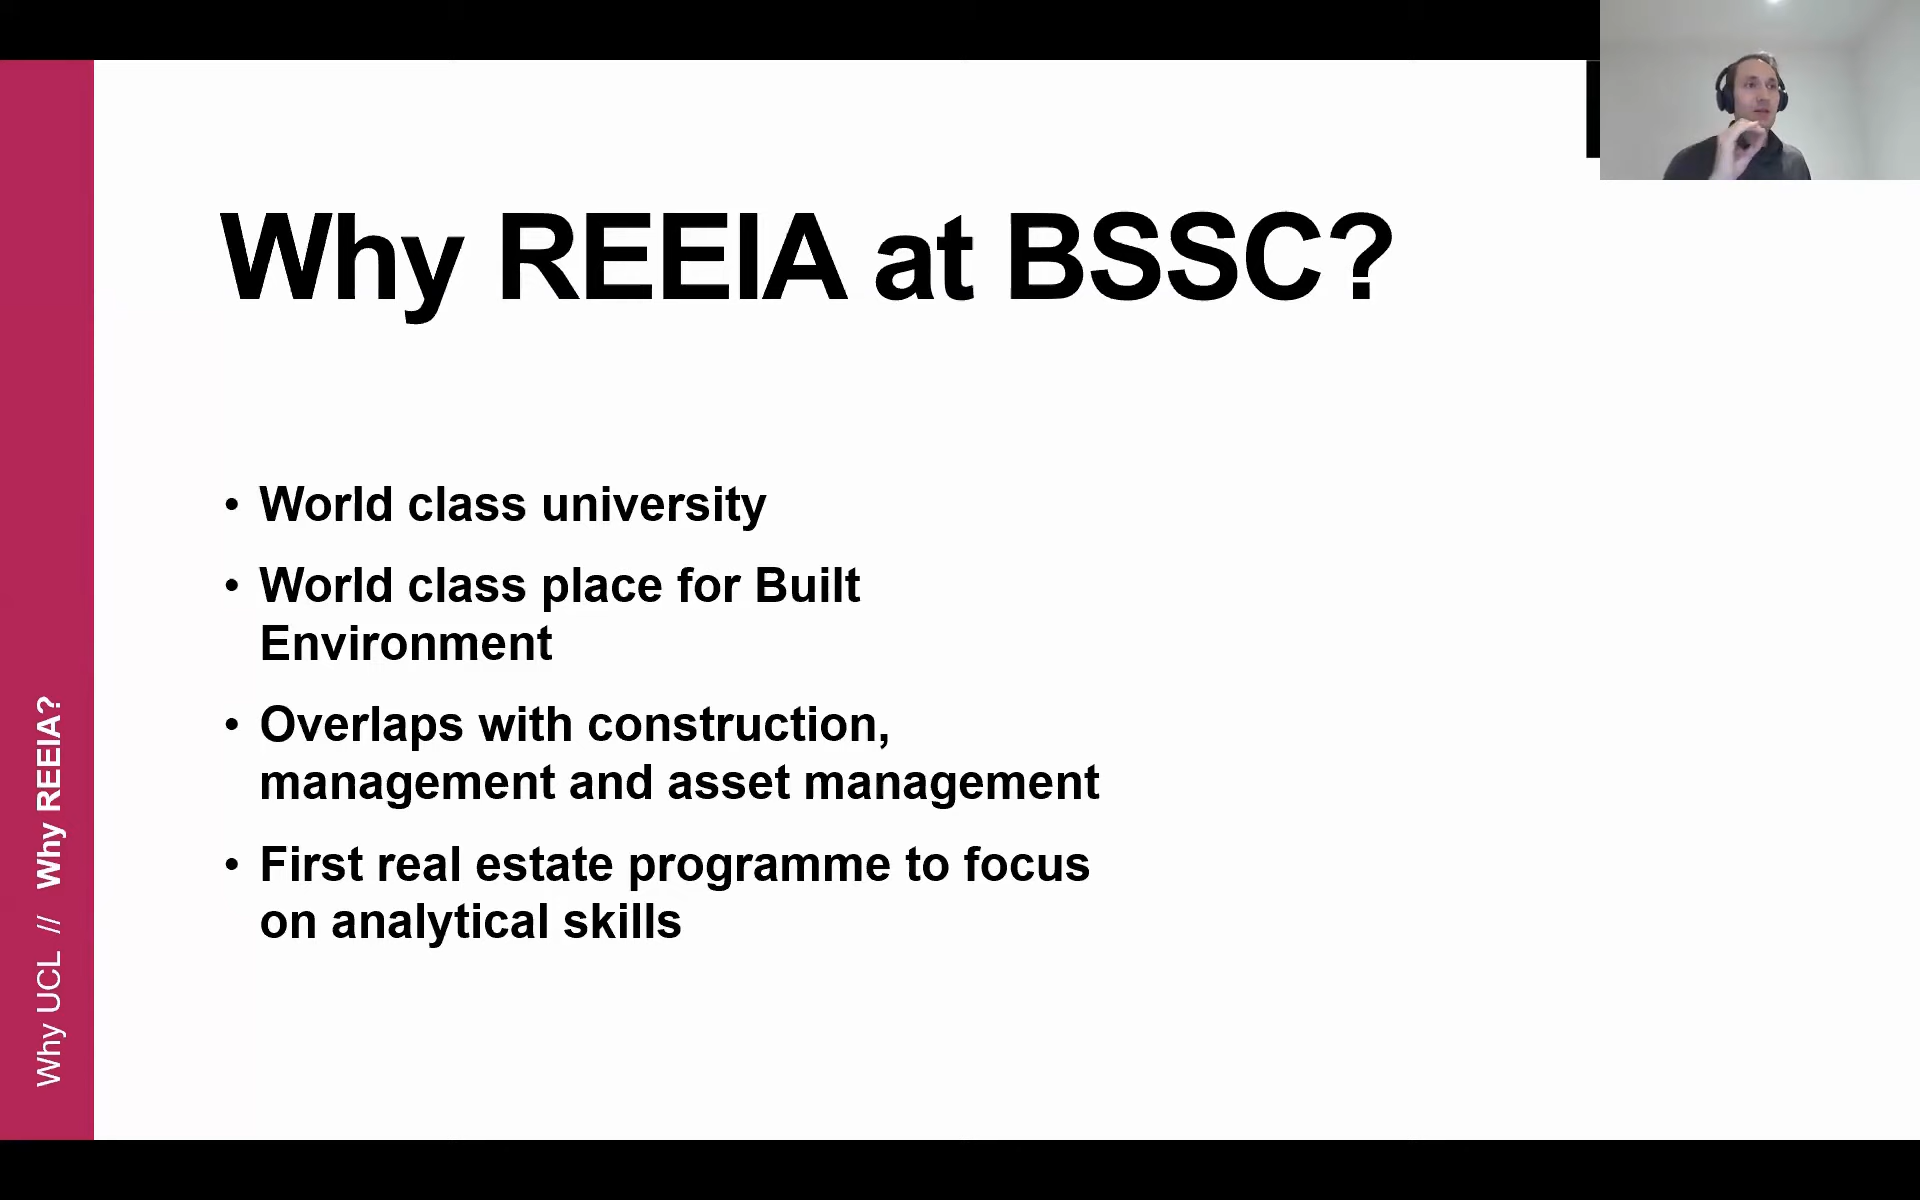 Why REEIA at BSSC?
• World class university
• World class place for Built
Environment
• Overlaps with construction,
management and asset management
• First real estate programme to focus
on analytical skills
Why UCL // Why REEIA?